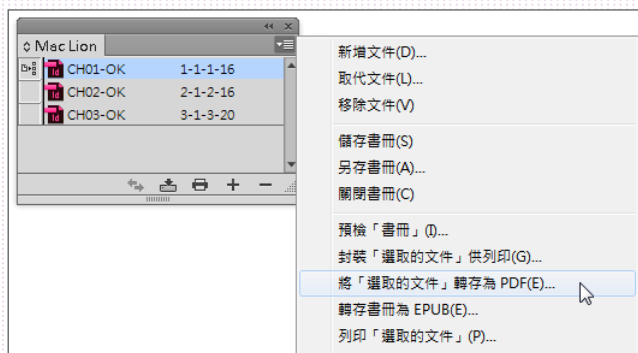 Mac Lion
CH01-OK 1-1-1-16
CH02-OK 2-1-2-16
CH03-OK 3-1-3-20
新增文件(D)...
取代文件(L)...
移除文件(V)
儲存書冊(S)
另存書冊(A)...
關閉書冊(C)
預檢「書冊」(I)...
封裝「選取的文件」供列印(G)...
將「選取的文件」轉存為 PDF(E)...
轉存書冊為 EPUB(E)...
列印「選取的文件」(P)...